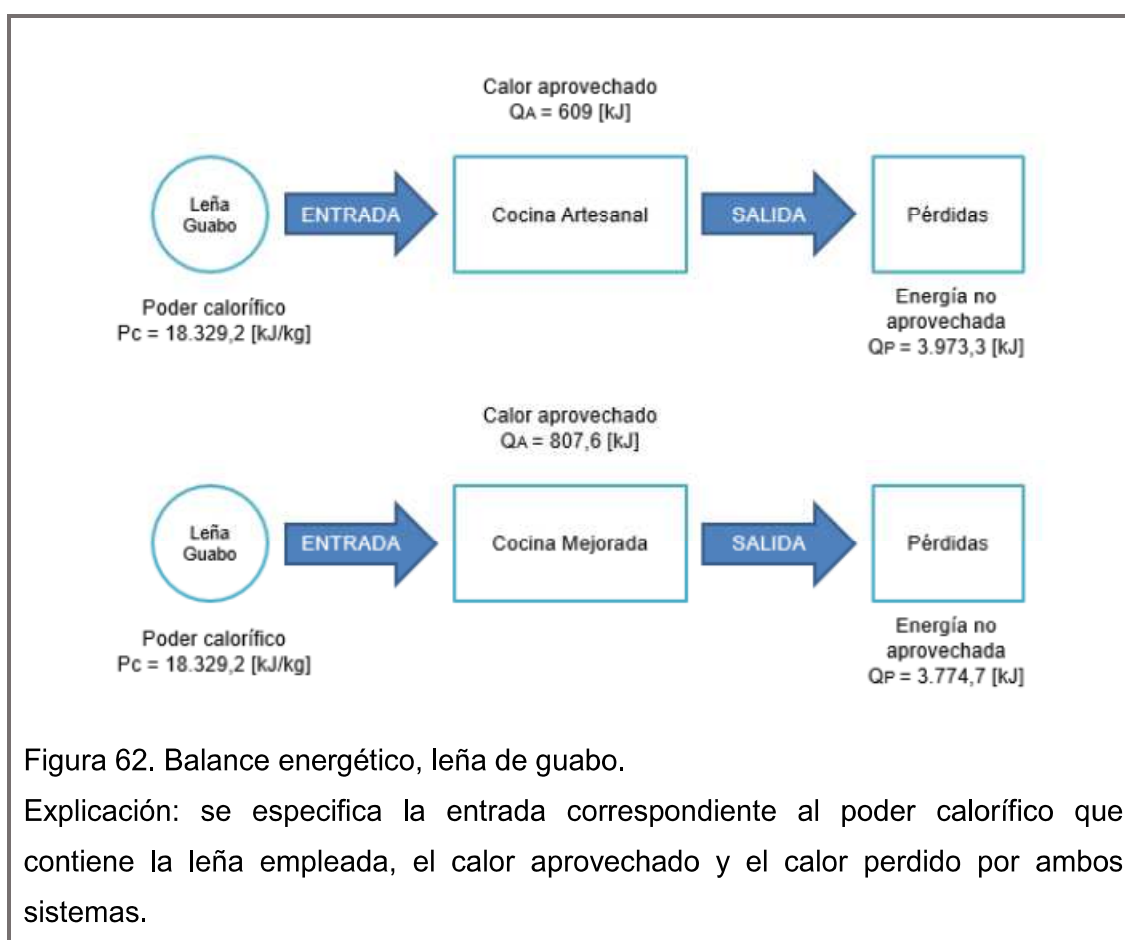 Calor aprovechado
QA = 609 [kJ]
Leña
Guabo
ENTRADA
Cocina Artesanal
SALIDA
Pérdidas
Poder calorífico
Pc = 18.329,2 [kJ/kg]
Energía no
aprovechada
QP = 3.973,3 [kJ]
Calor aprovechado
QA = 807,6 [kJ]
Leña
Guabo
ENTRADA
Cocina Mejorada
SALIDA
Pérdidas
Poder calorífico
Pc = 18.329,2 [kJ/kg]
Energía no
aprovechada
QP = 3.774,7 [kJ]
Figura 62. Balance energético, leña de guabo.
Explicación: se especifica la entrada correspondiente al poder calorífico que
contiene la leña empleada, el calor aprovechado y el calor perdido por ambos
sistemas.